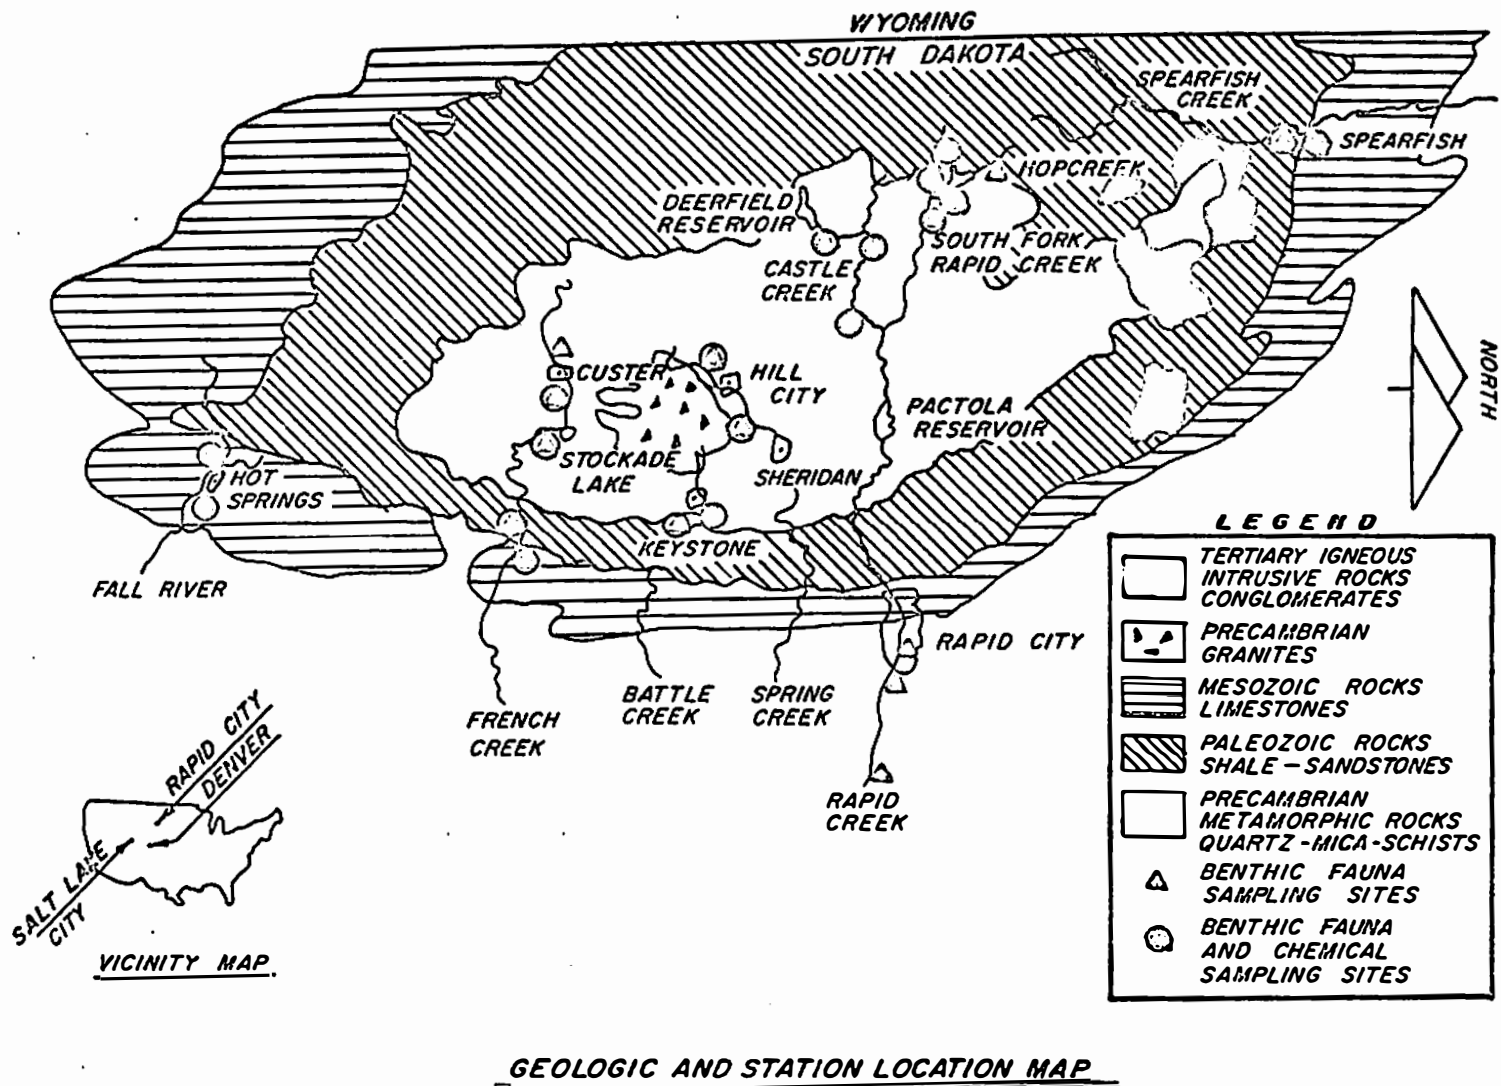 WYOMING
SOUTH DAKOTA
SPEARFISH
CREEK
SPEARFISH
HOPCREEK
DEERFIELD
RESERVOIR
SOUTH FORK
RAPID CREEK
CASTLE
CREEK
CUSTER
HILL
CITY
PACTOLA
RESERVOIR
NORTH
STOCKADE
LAKE
SHERIDAN
HOT
SPRINGS
KEYSTONE
FALL RIVER
RAPID CITY
FRENCH
CREEK
BATTLE
CREEK
SPRING
CREEK
RAPID
CREEK
LEGEND
TERTIARY IGNEOUS
INTRUSIVE ROCKS
CONGLOMERATES
PRECAMBRIAN
GRANITES
MESOZOIC ROCKS
LIMESTONES
PALEOZOIC ROCKS
SHALE-SANDSTONES
PRECAMBRIAN
METAMORPHIC ROCKS
QUARTZ-MICA-SCHISTS
BENTHIC FAUNA
SAMPLING SITES
BENTHIC FAUNA
AND CHEMICAL
SAMPLING SITES
RAPID CITY
DENVER
SALT LAKE
CITY
VICINITY MAP.
GEOLOGIC AND STATION LOCATION MAP